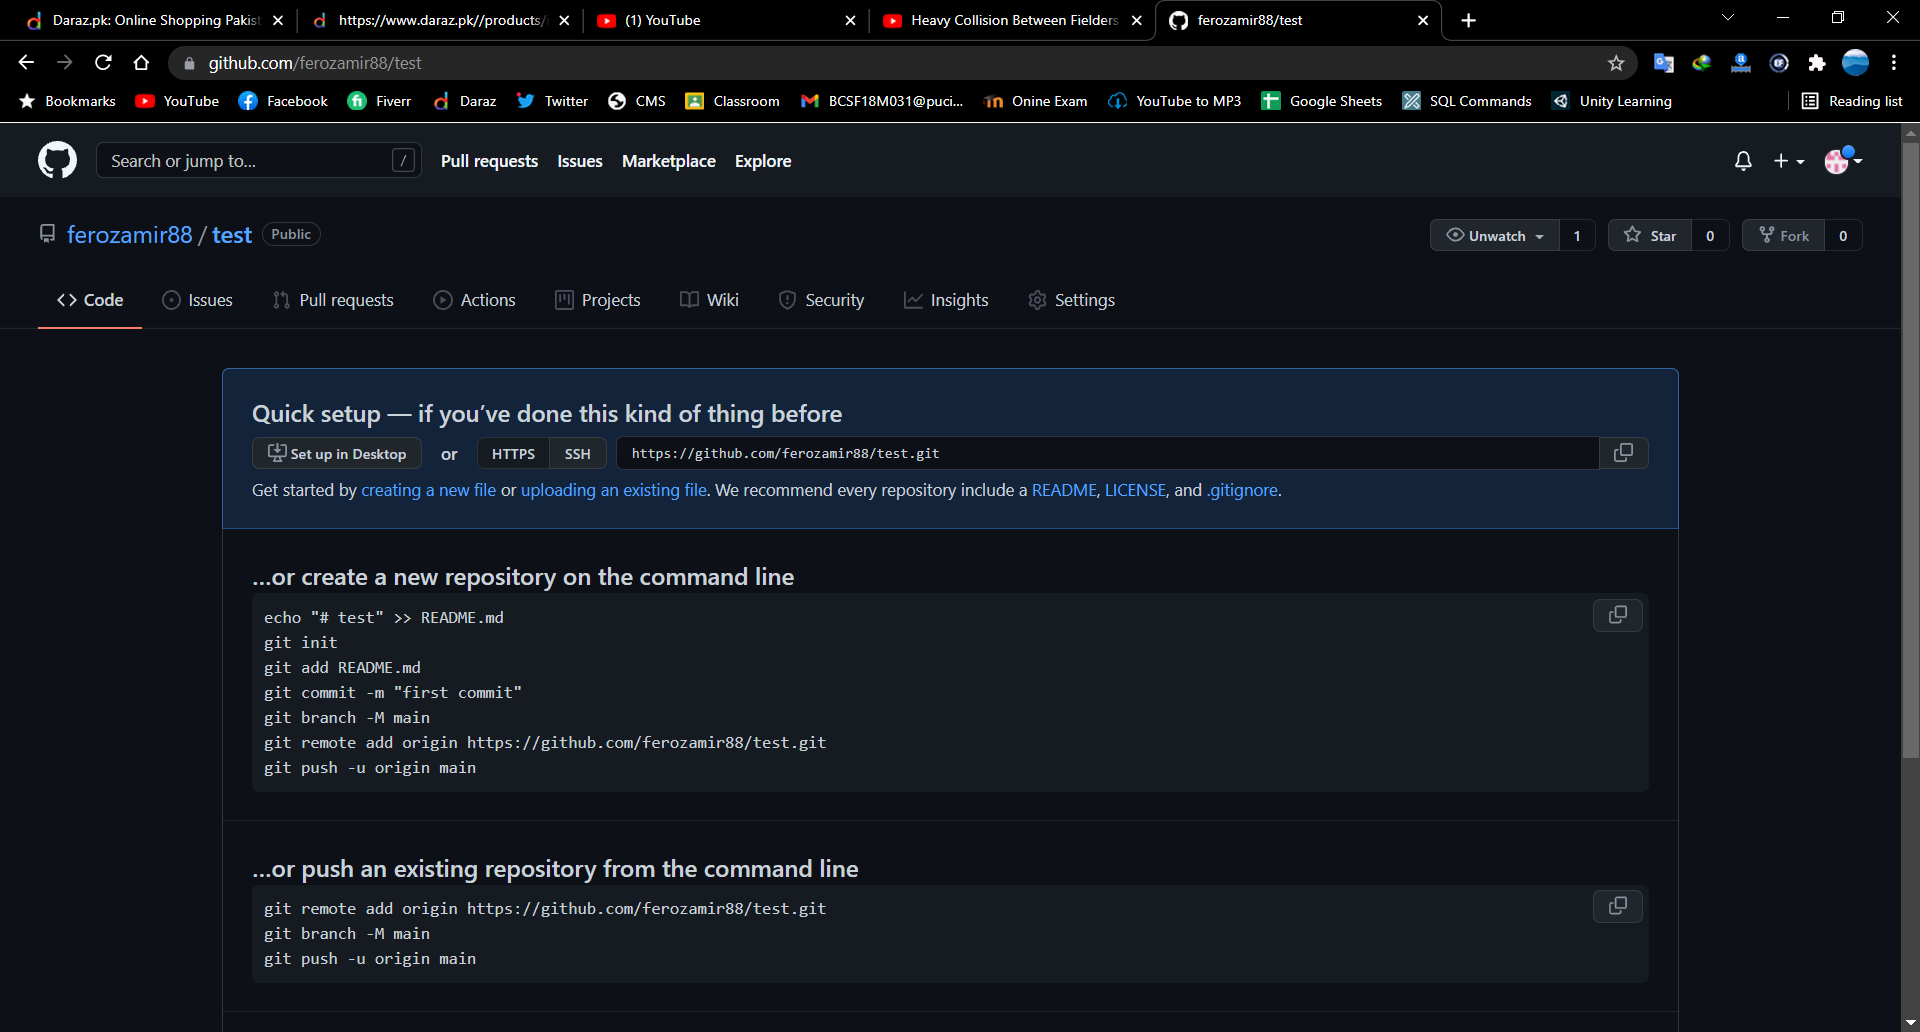 Daraz.pk: Online Shopping Pakist
https://www.daraz.pk//products/
(1) YouTube
Heavy Collision Between Fielders
ferozamir88/test
github.com/ferozamir88/test
Bookmarks YouTube Facebook Fiverr Daraz Twitter CMS Classroom BCSF18M031@puci... Onine Exam YouTube to MP3 Google Sheets SQL Commands Unity Learning Reading list
Search or jump to... / Pull requests Issues Marketplace Explore
ferozamir88 / test Public Unwatch 1 Star 0 Fork 0
Code Issues Pull requests Actions Projects Wiki Security Insights Settings
Quick setup — if you’ve done this kind of thing before
Set up in Desktop or HTTPS SSH https://github.com/ferozamir88/test.git
Get started by creating a new file or uploading an existing file. We recommend every repository include a README, LICENSE, and .gitignore.
…or create a new repository on the command line
echo "# test" >> README.md
git init
git add README.md
git commit -m "first commit"
git branch -M main
git remote add origin https://github.com/ferozamir88/test.git
git push -u origin main
…or push an existing repository from the command line
git remote add origin https://github.com/ferozamir88/test.git
git branch -M main
git push -u origin main